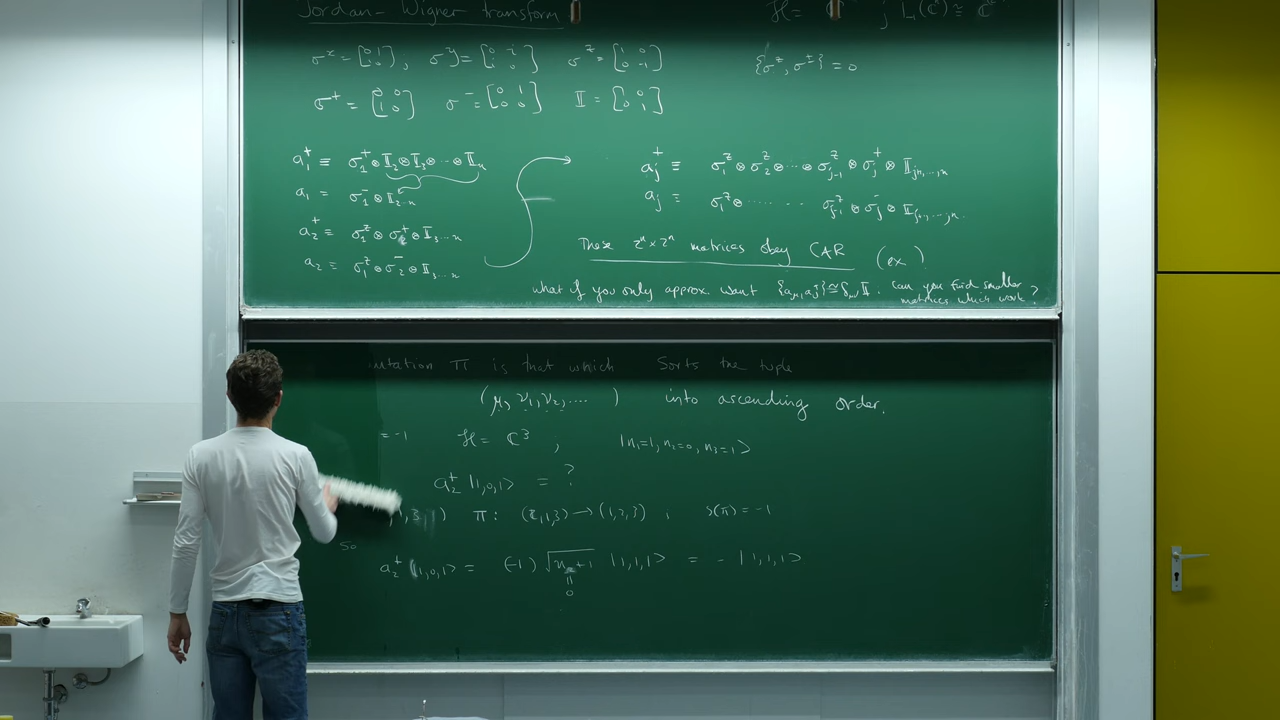 Jordan-Wigner transform
σ^x = [0 1; 1 0], σ^y = [0 i; i 0] σ^z = [1 0; 0 -1] {σ^z, σ^±} = 0
σ^+ = [0 0; 1 0] σ^- = [0 1; 0 0] 𝕀 = [0 0; 0 1]
a_1^+ ≡ σ_1^+ ⊗ 𝕀_2 ⊗ 𝕀_3 ⊗ ... ⊗ 𝕀_n
a_j^+ ≡ σ_1^z ⊗ σ_2^z ⊗ ... ⊗ σ_{j-1}^z ⊗ σ_j^+ ⊗ 𝕀_{j+1,...,n}
a_1 = σ_1^- ⊗ 𝕀_{2...n}
a_j = σ_1^z ⊗ ...... σ_{j-1}^z ⊗ σ_j^- ⊗ 𝕀_{j+1,...,n}
a_2^+ = σ_1^z ⊗ σ_2^+ ⊗ 𝕀_{3...n}
a_2 = σ_1^z ⊗ σ_2^- ⊗ 𝕀_{3...n}
These 2^n × 2^n matrices obey CAR (ex)
what if you only approx. want {a_j^+, a_j} ≅ δ 𝕀. Can you find smaller
matrices which work?
π is that which sorts the tuple
(μ, ν_1, ν_2, ....) into ascending order.
= -1 ℋ = ℂ^3, |n_1=1, n_2=0, n_3=1>
a_2^+ |1,0,1> = ?
π: (2,1,3) → (1,2,3) ; s(π) = -1
so
a_2^+ |1,0,1> = (-1) √(n_2+1) |1,1,1> = - |1,1,1>
॥
0